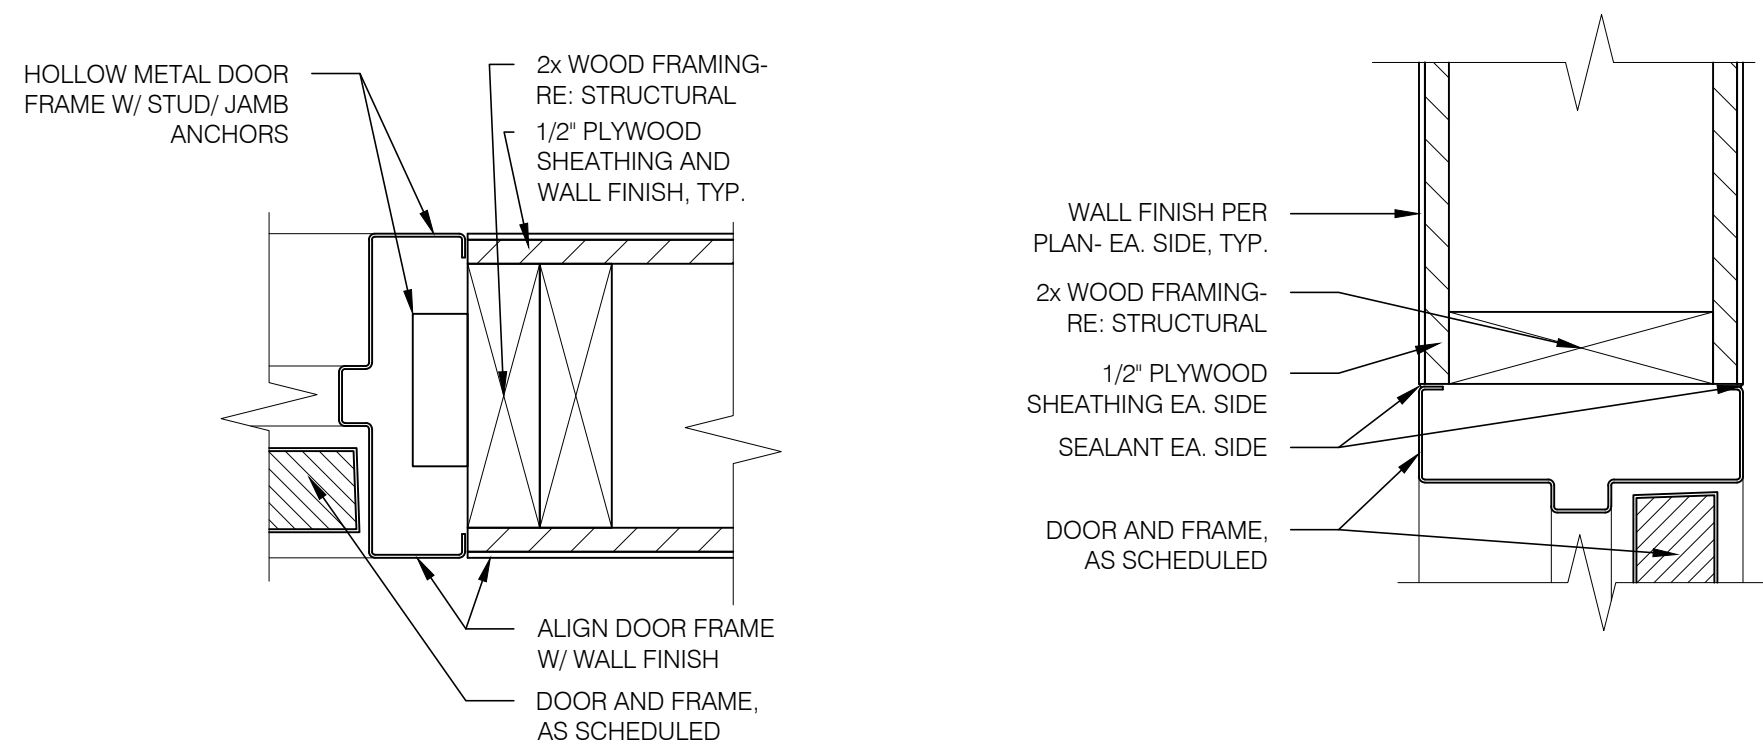 HOLLOW METAL DOOR
FRAME W/ STUD/ JAMB
ANCHORS
2x WOOD FRAMING-
RE: STRUCTURAL
1/2" PLYWOOD
SHEATHING AND
WALL FINISH, TYP.
ALIGN DOOR FRAME
W/ WALL FINISH
DOOR AND FRAME,
AS SCHEDULED
WALL FINISH PER
PLAN- EA. SIDE, TYP.
2x WOOD FRAMING-
RE: STRUCTURAL
1/2" PLYWOOD
SHEATHING EA. SIDE
SEALANT EA. SIDE
DOOR AND FRAME,
AS SCHEDULED